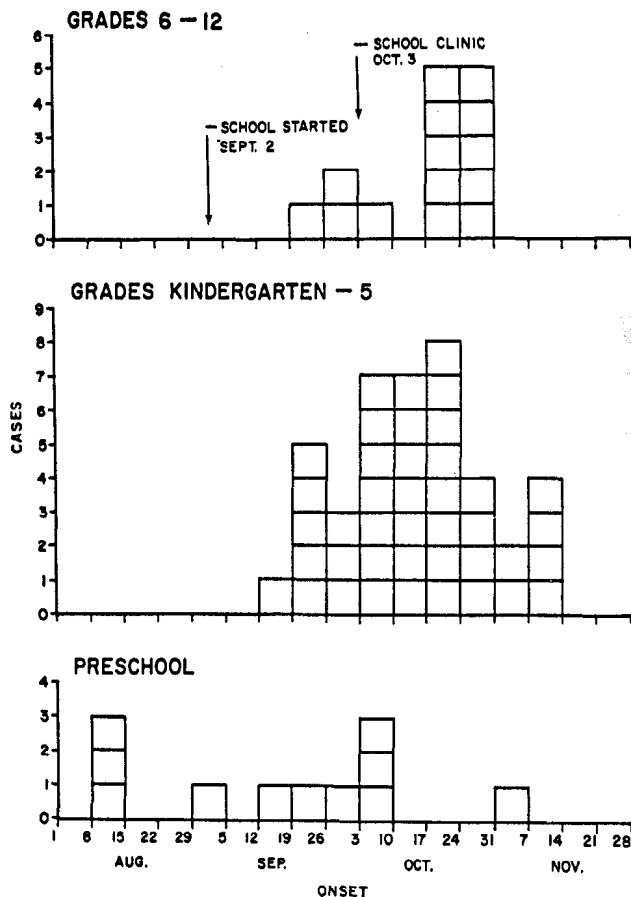 GRADES 6 – 12
6
5
4
3
2
1
0
– SCHOOL CLINIC
OCT. 3
– SCHOOL STARTED
SEPT. 2
GRADES KINDERGARTEN – 5
9
8
7
6
5
4
3
2
1
0
CASES
PRESCHOOL
4
3
2
1
0
1 8 15 22 29 5 12 19 26 3 10 17 24 31 7 14 21 28
AUG. SEP. OCT. NOV.
ONSET